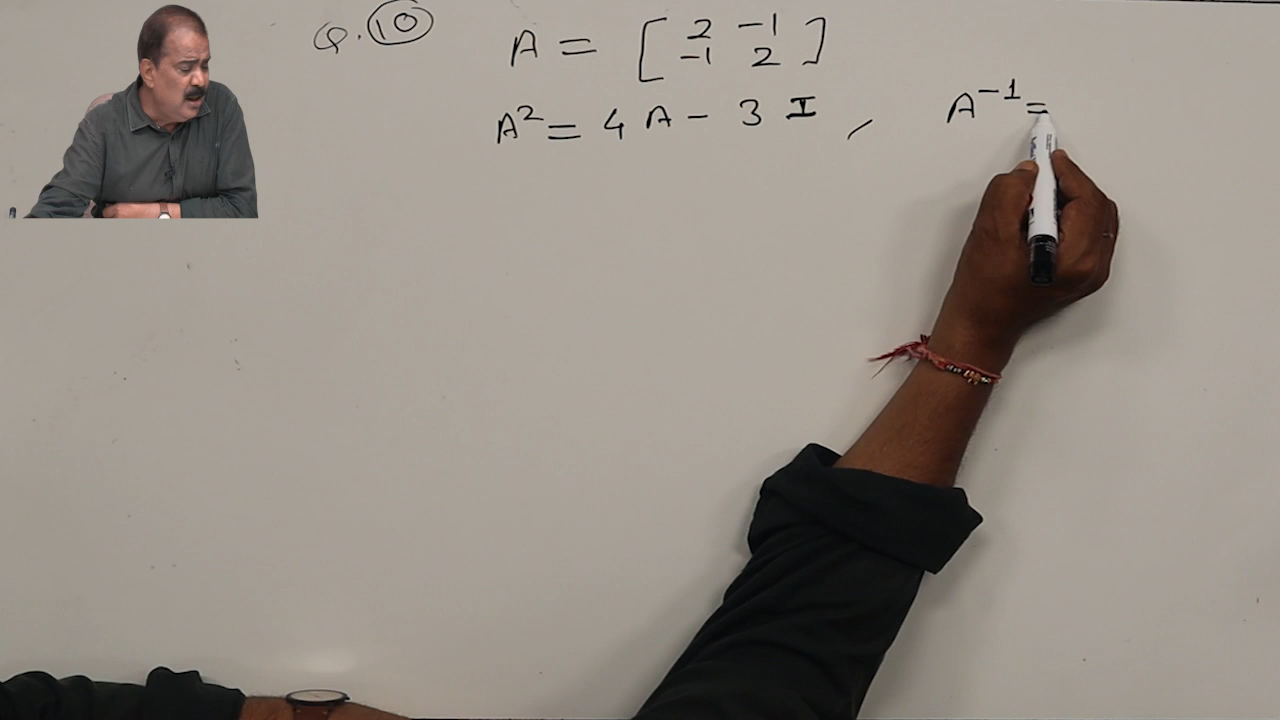 Q. 10 A = [ 2 -1
-1 2 ]
A² = 4 A - 3 I , A⁻¹ =